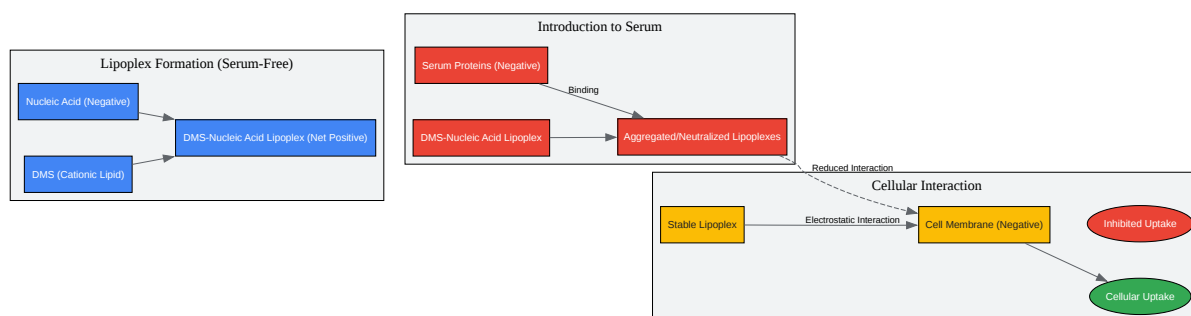 Lipoplex Formation (Serum-Free)
Nucleic Acid (Negative)
DMS-Nucleic Acid Lipoplex (Net Positive)
DMS (Cationic Lipid)
Introduction to Serum
Serum Proteins (Negative)
Binding
DMS-Nucleic Acid Lipoplex
Aggregated/Neutralized Lipoplexes
Reduced Interaction
Cellular Interaction
Stable Lipoplex
Electrostatic Interaction
Cell Membrane (Negative)
Inhibited Uptake
Cellular Uptake